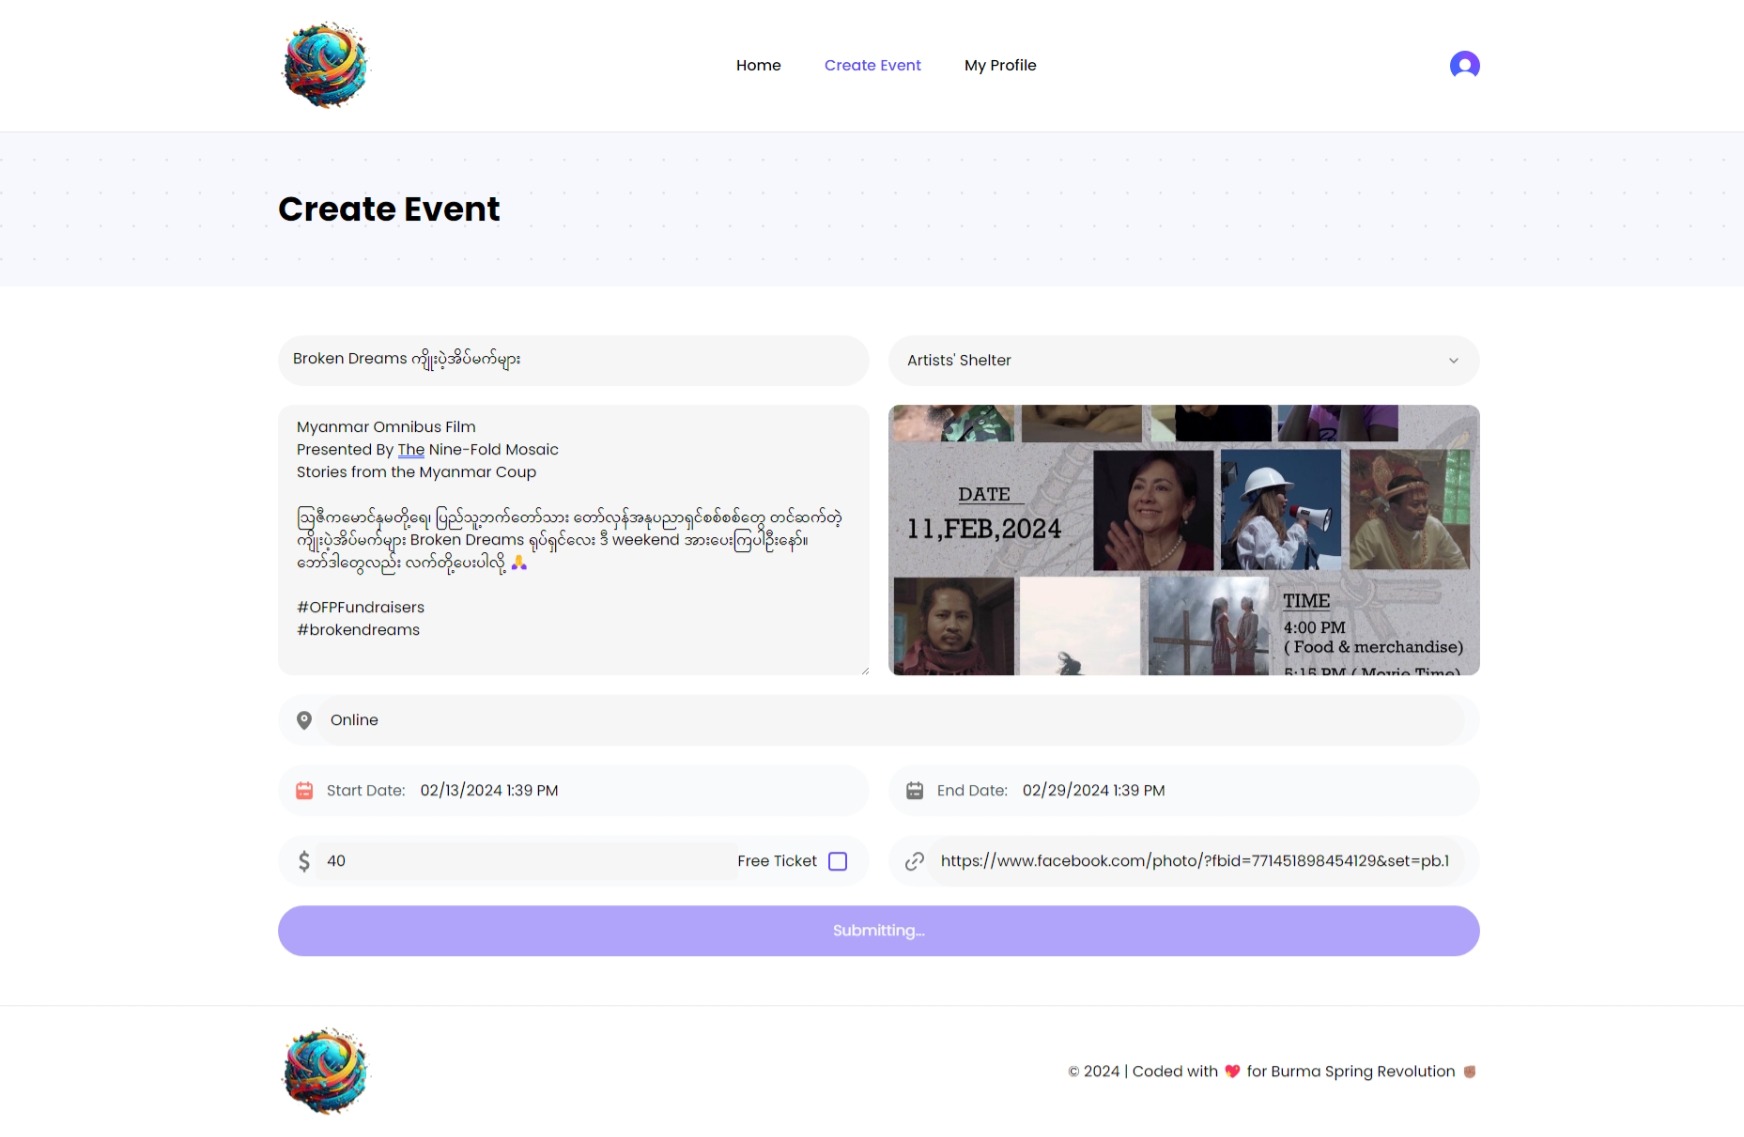 Home
Create Event
My Profile
Create Event
Broken Dreams ကျိုးပဲ့အိပ်မက်များ
Artists' Shelter
Myanmar Omnibus Film
Presented By The Nine-Fold Mosaic
Stories from the Myanmar Coup
ဩဇီကမောင်နှမတို့ရေ၊ ပြည်သူ့ဘက်တော်သား တော်လှန်အနုပညာရှင်စစ်စစ်တွေ တင်ဆက်တဲ့
ကျိုးပဲ့အိပ်မက်များ Broken Dreams ရုပ်ရှင်လေး ဒီ weekend အားပေးကြပါဦးနော်။
ဘော်ဒါတွေလည်း လက်တို့ပေးပါလို့ 🙏
#OFPFundraisers
#brokendreams
DATE
11,FEB,2024
TIME
4:00 PM
( Food & merchandise)
5:15 PM ( Movie Time)
Online
Start Date: 02/13/2024 1:39 PM
End Date: 02/29/2024 1:39 PM
$ 40
Free Ticket
https://www.facebook.com/photo/?fbid=771451898454129&set=pb.1
Submitting...
© 2024 | Coded with 💖 for Burma Spring Revolution ✊🏽